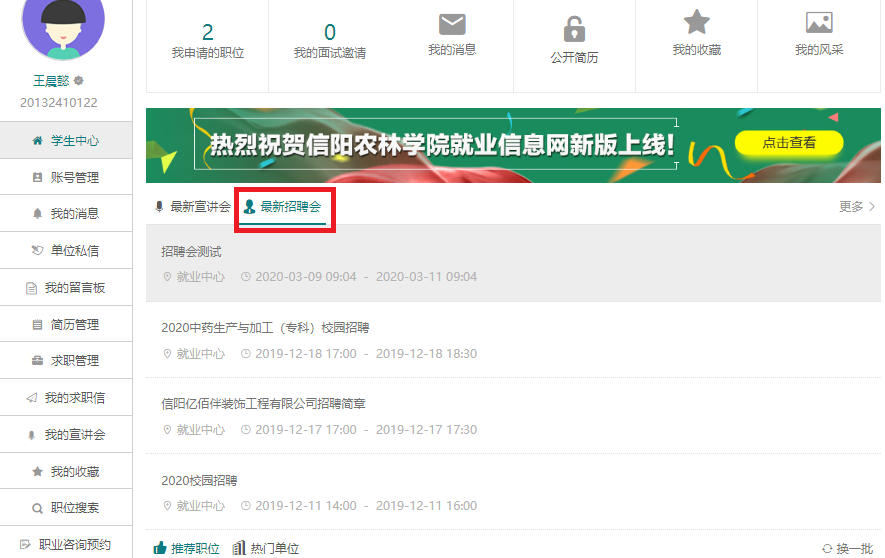 王晨懿
20132410122
学生中心
账号管理
我的消息
单位私信
我的留言板
简历管理
求职管理
我的求职信
我的宣讲会
我的收藏
职位搜索
职业咨询预约
2
我申请的职位
0
我的面试邀请
我的消息
公开简历
我的收藏
我的风采
热烈祝贺信阳农林学院就业信息网新版上线!
点击查看
最新宣讲会 最新招聘会 更多
招聘会测试
就业中心 2020-03-09 09:04 - 2020-03-11 09:04
2020中药生产与加工（专科）校园招聘
就业中心 2019-12-18 17:00 - 2019-12-18 18:30
信阳亿佰伴装饰工程有限公司招聘简章
就业中心 2019-12-17 17:00 - 2019-12-17 17:30
2020校园招聘
就业中心 2019-12-11 14:00 - 2019-12-11 16:00
推荐职位 热门单位 换一批